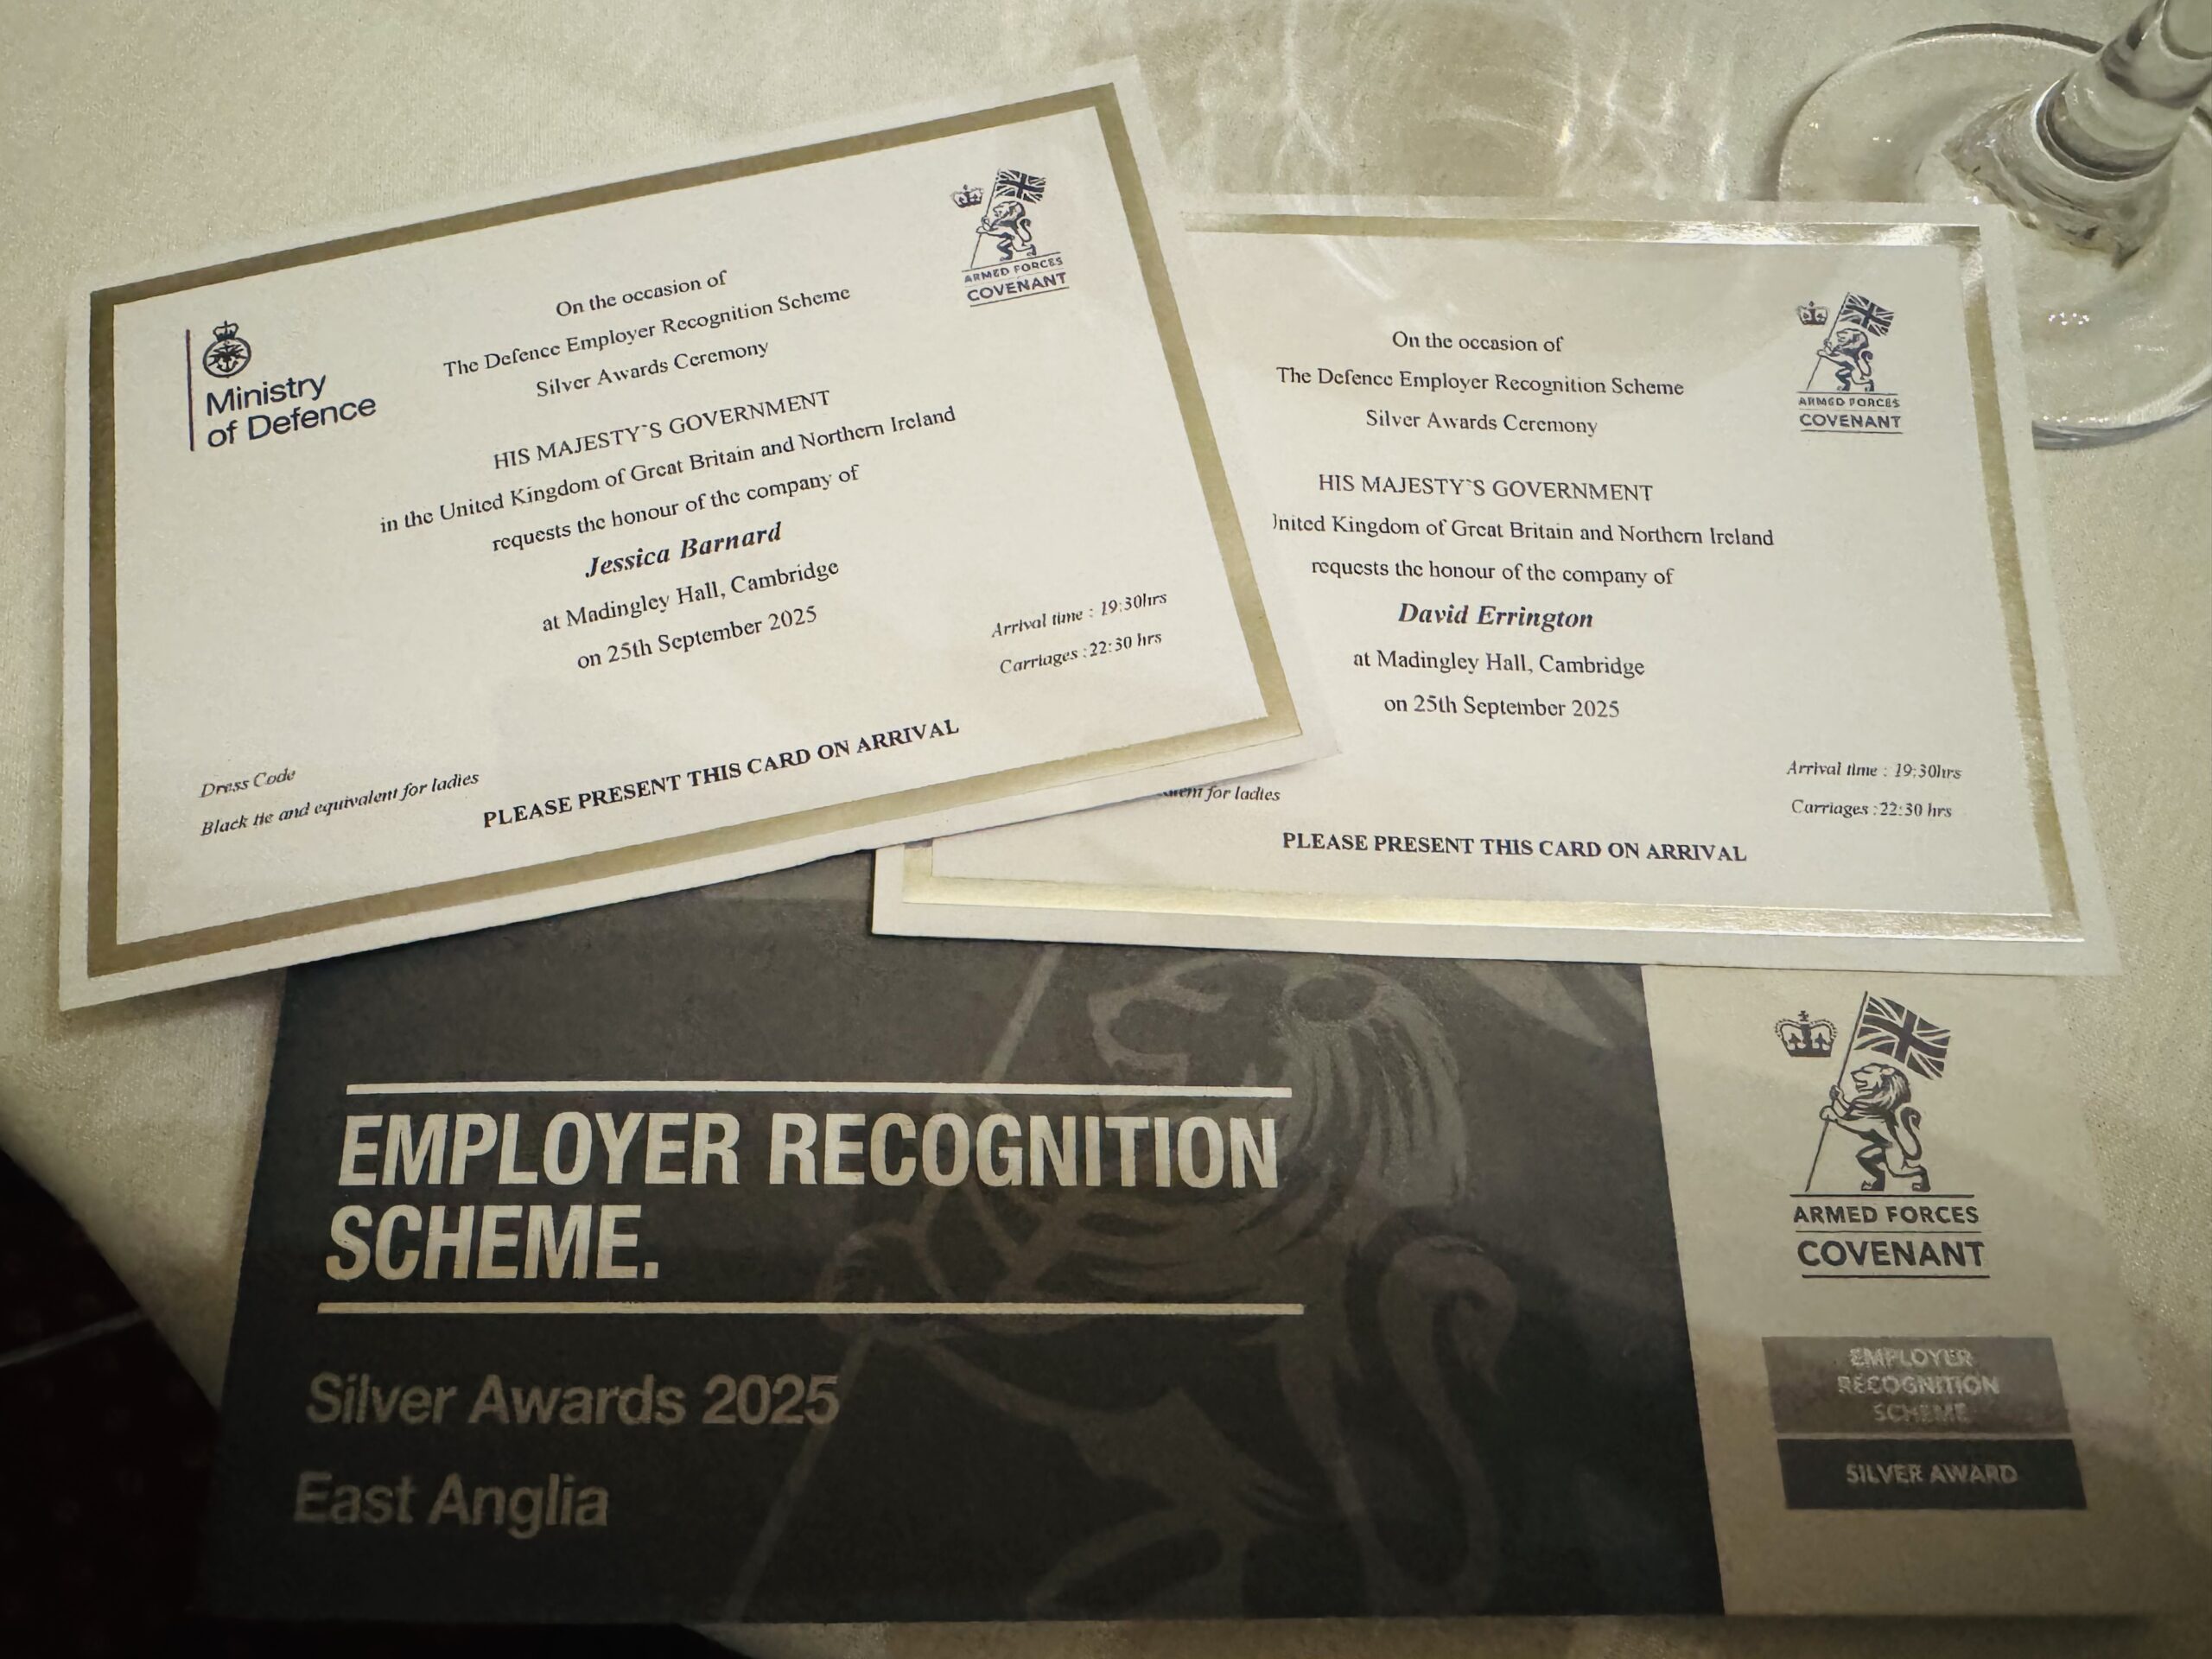 Ministry
of Defence
On the occasion of
The Defence Employer Recognition Scheme
Silver Awards Ceremony
HIS MAJESTY`S GOVERNMENT
in the United Kingdom of Great Britain and Northern Ireland
requests the honour of the company of
Jessica Barnard
at Madingley Hall, Cambridge
on 25th September 2025
Arrival time : 19:30hrs
Carriages :22:30 hrs
Dress Code
Black tie and equivalent for ladies
PLEASE PRESENT THIS CARD ON ARRIVAL
ARMED FORCES
COVENANT
On the occasion of
The Defence Employer Recognition Scheme
Silver Awards Ceremony
HIS MAJESTY`S GOVERNMENT
United Kingdom of Great Britain and Northern Ireland
requests the honour of the company of
David Errington
at Madingley Hall, Cambridge
on 25th September 2025
Arrival time : 19:30hrs
Carriages :22:30 hrs
for ladies
PLEASE PRESENT THIS CARD ON ARRIVAL
ARMED FORCES
COVENANT
EMPLOYER RECOGNITION
SCHEME.
Silver Awards 2025
East Anglia
ARMED FORCES
COVENANT
EMPLOYER
RECOGNITION
SCHEME
SILVER AWARD